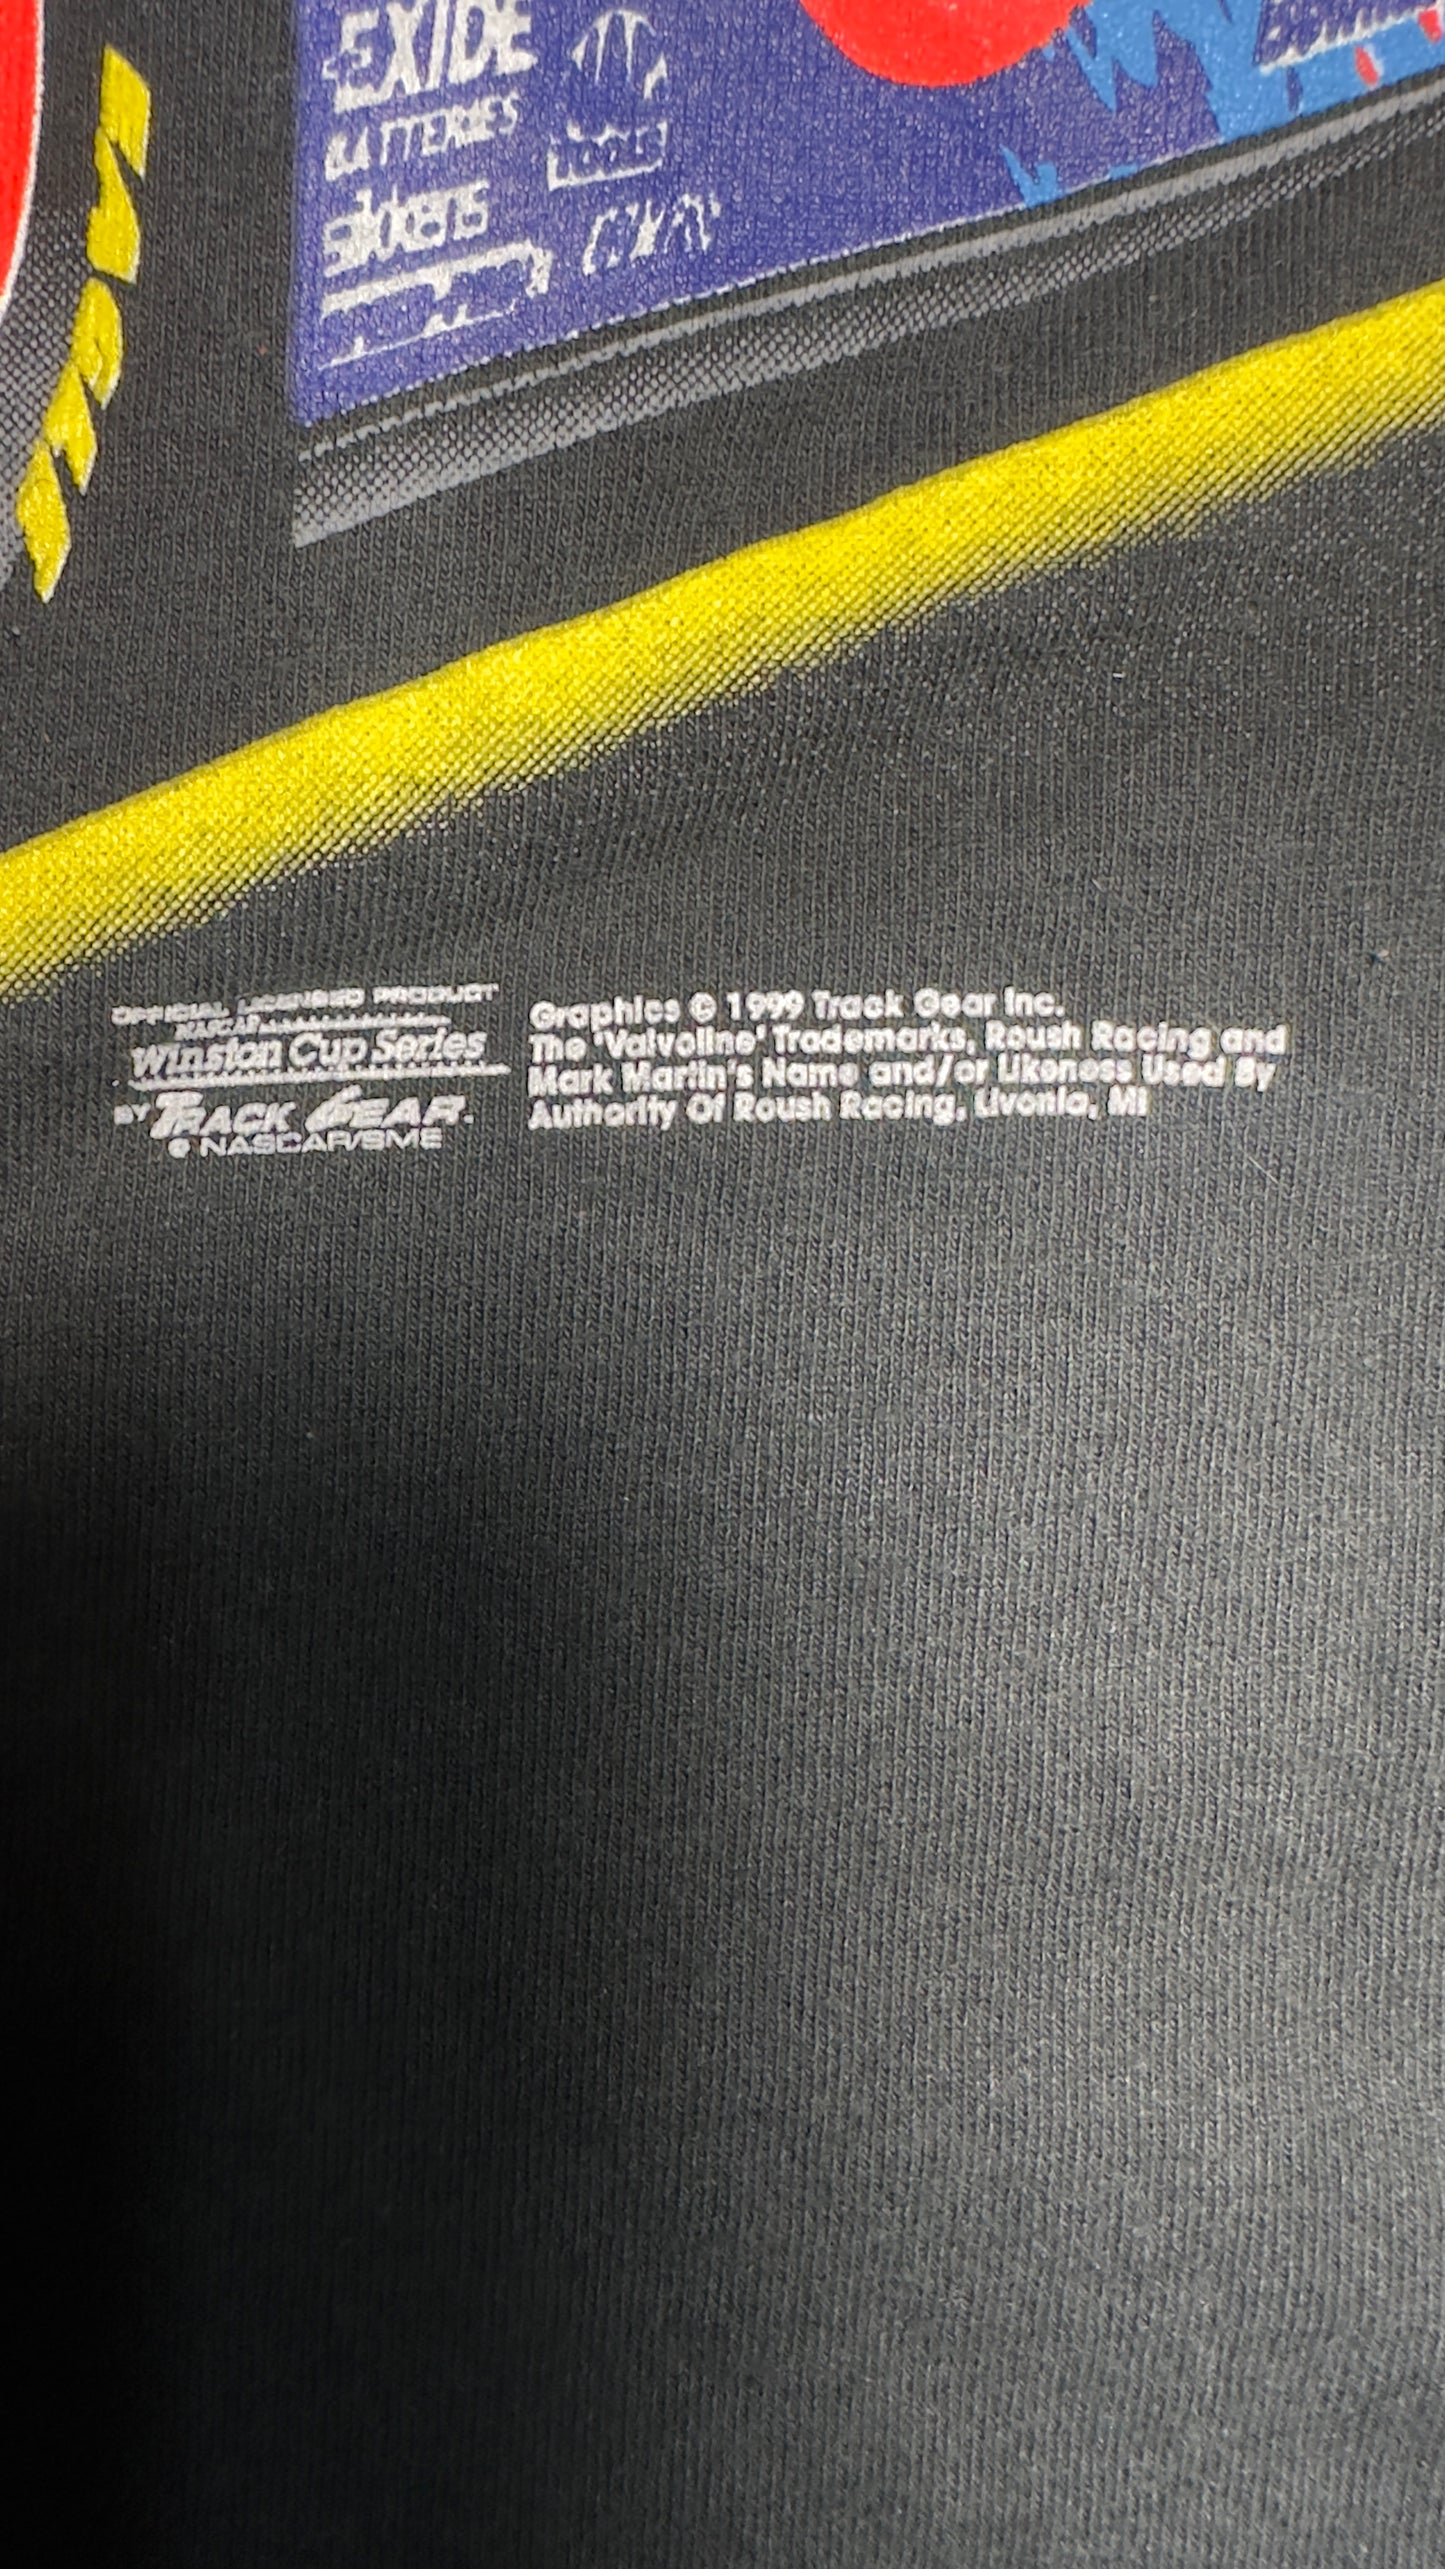 EXIDE
BATTERIES
TOOLS
OFFICIAL LICENSED PRODUCT
NASCAR
Winston Cup Series
BY TRACK GEAR.
© NASCAR/SME
Graphics © 1999 Track Gear Inc.
The 'Valvoline' Trademarks, Roush Racing and
Mark Martin's Name and/or Likeness Used By
Authority Of Roush Racing, Livonia, MI